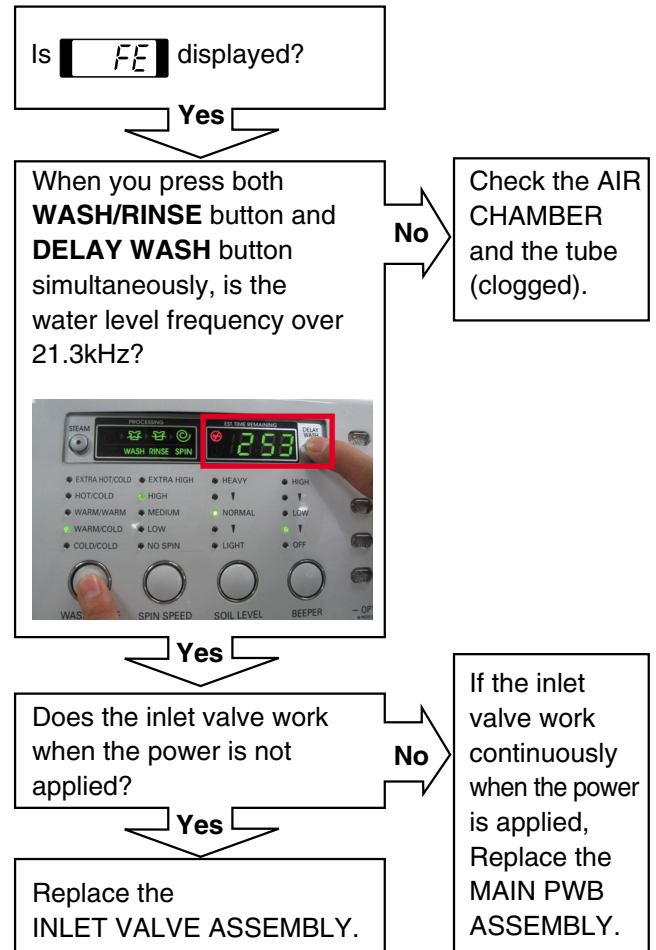 Is FE displayed?
Yes
When you press both
WASH/RINSE button and
DELAY WASH button
simultaneously, is the
water level frequency over
21.3kHz?
No
Check the AIR
CHAMBER
and the tube
(clogged).
STEAM
PROCESSING
WASH RINSE SPIN
EST. TIME REMAINING
253
DELAY
WASH
EXTRA HOT/COLD
HOT/COLD
WARM/WARM
WARM/COLD
COLD/COLD
EXTRA HIGH
HIGH
MEDIUM
LOW
NO SPIN
HEAVY
NORMAL
LIGHT
HIGH
LOW
OFF
SPIN SPEED
SOIL LEVEL
BEEPER
Yes
Does the inlet valve work
when the power is not
applied?
No
If the inlet
valve work
continuously
when the power
is applied,
Replace the
MAIN PWB
ASSEMBLY.
Yes
Replace the
INLET VALVE ASSEMBLY.